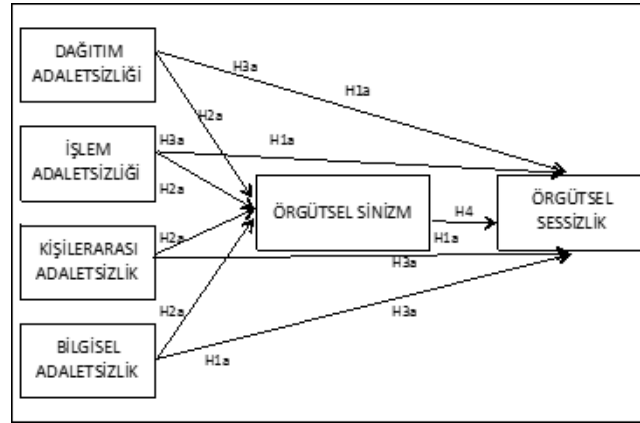 DAĞITIM
ADALETSİZLİĞİ
H3a
H1a
H2a
İŞLEM
ADALETSİZLİĞİ
H3a
H1a
H2a
ÖRGÜTSEL SİNİZM
H4
H1a
ÖRGÜTSEL
SESSİZLİK
KİŞİLERARASI
ADALETSİZLİK
H2a
H3a
BİLGİSEL
ADALETSİZLİK
H2a
H1a
H3a